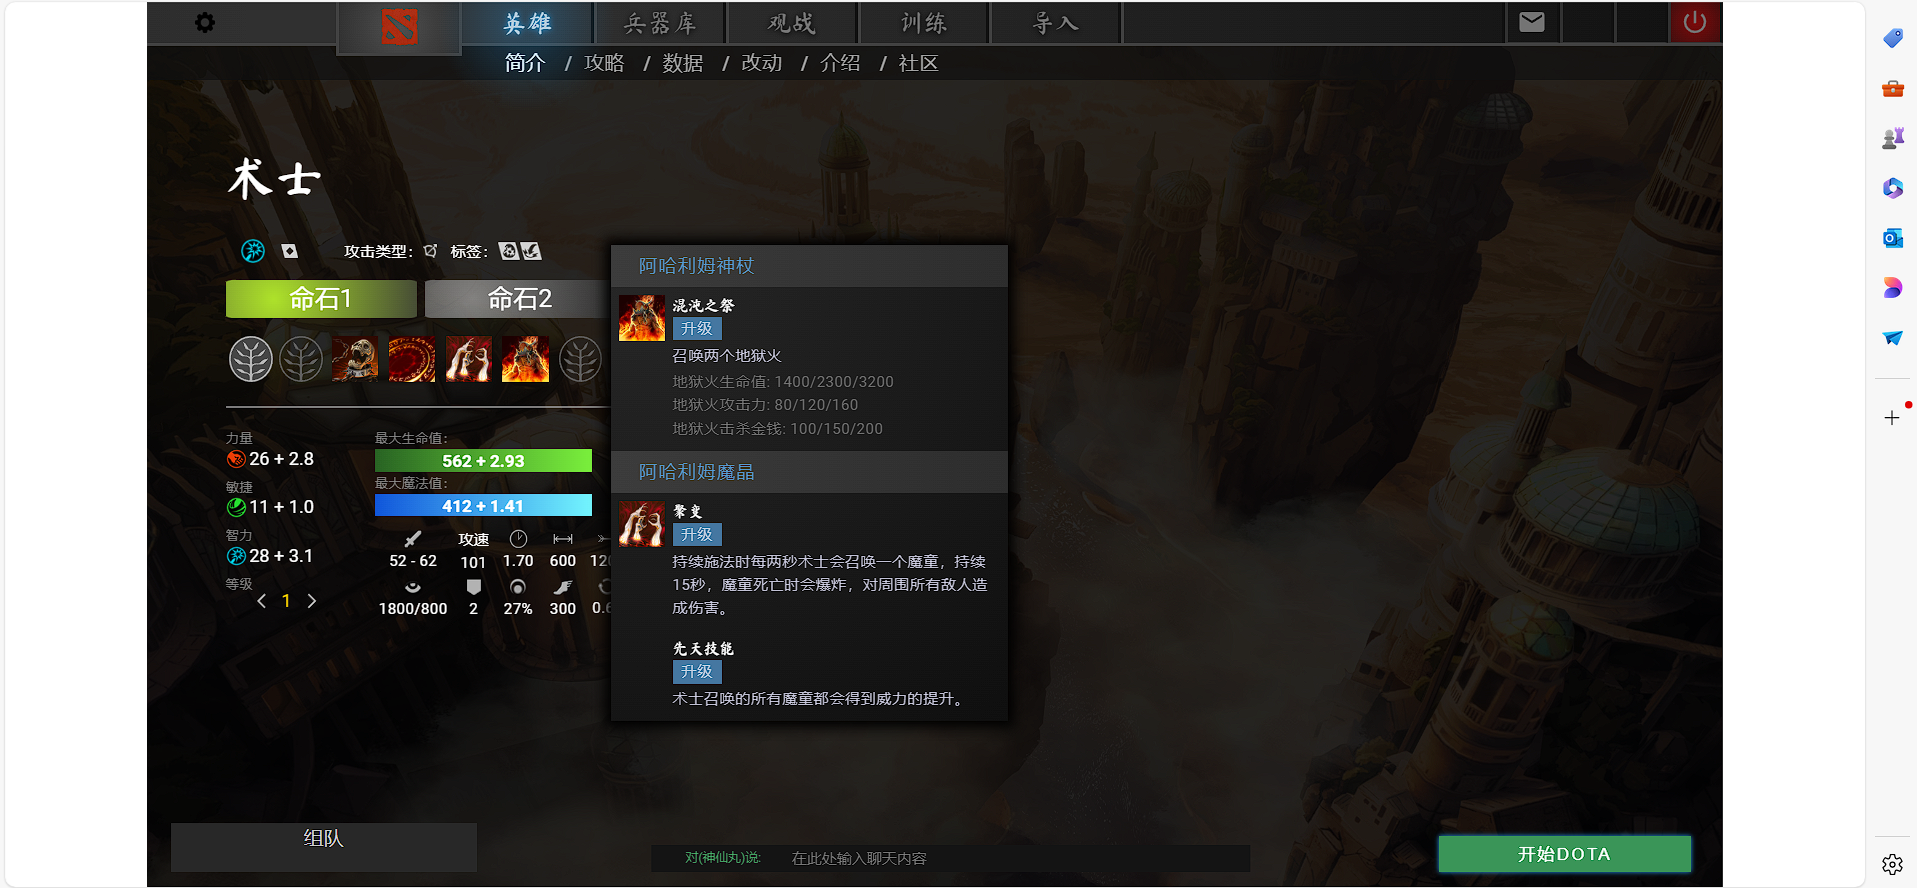 英雄
兵器库
观战
训练
导入
简介 / 攻略 / 数据 / 改动 / 介绍 / 社区
术士
攻击类型：
标签：
命石1
命石2
力量
26 + 2.8
敏捷
11 + 1.0
智力
28 + 3.1
等级
1
最大生命值：
562 + 2.93
最大魔法值：
412 + 1.41
攻速
52 - 62
101
1.70
600
1800/800
2
27%
300
阿哈利姆神杖
混沌之祭
升级
召唤两个地狱火
地狱火生命值: 1400/2300/3200
地狱火攻击力: 80/120/160
地狱火击杀金钱: 100/150/200
阿哈利姆魔晶
聚变
升级
持续施法时每两秒术士会召唤一个魔童，持续
15秒，魔童死亡时会爆炸，对周围所有敌人造
成伤害。
先天技能
升级
术士召唤的所有魔童都会得到威力的提升。
组队
对(神仙丸)说:
在此处输入聊天内容
开始DOTA